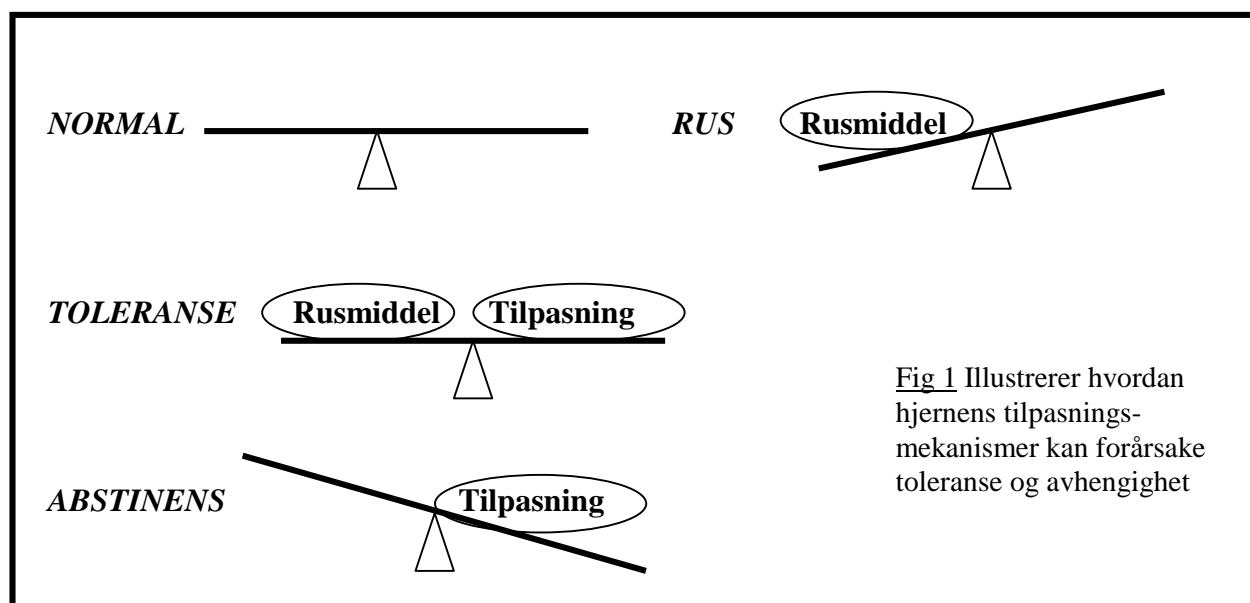 NORMAL
RUS
Rusmiddel
TOLERANSE
Rusmiddel
Tilpasning
ABSTINENS
Tilpasning
Fig 1 Illustrerer hvordan
hjernens tilpasnings-
mekanismer kan forårsake
toleranse og avhengighet